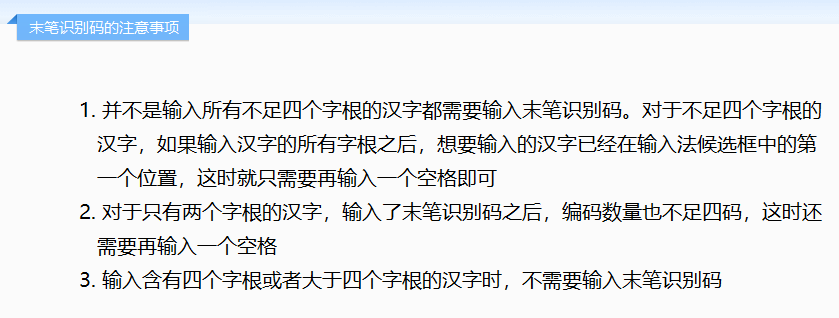 末笔识别码的注意事项
1. 并不是输入所有不足四个字根的汉字都需要输入末笔识别码。对于不足四个字根的
汉字，如果输入汉字的所有字根之后，想要输入的汉字已经在输入法候选框中的第
一个位置，这时就只需要再输入一个空格即可
2. 对于只有两个字根的汉字，输入了末笔识别码之后，编码数量也不足四码，这时还
需要再输入一个空格
3. 输入含有四个字根或者大于四个字根的汉字时，不需要输入末笔识别码